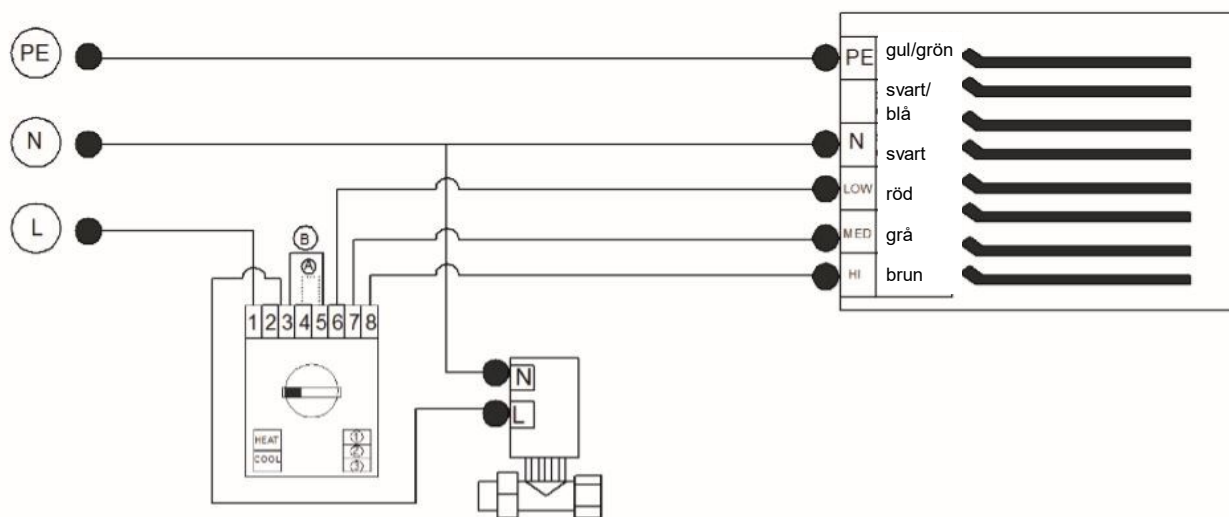 PE
PE gul/grön
svart/
blå
N
N svart
LOW röd
L
MED grå
B
A
HI brun
1 2 3 4 5 6 7 8
N
L
HEAT
COOL
①
②
③